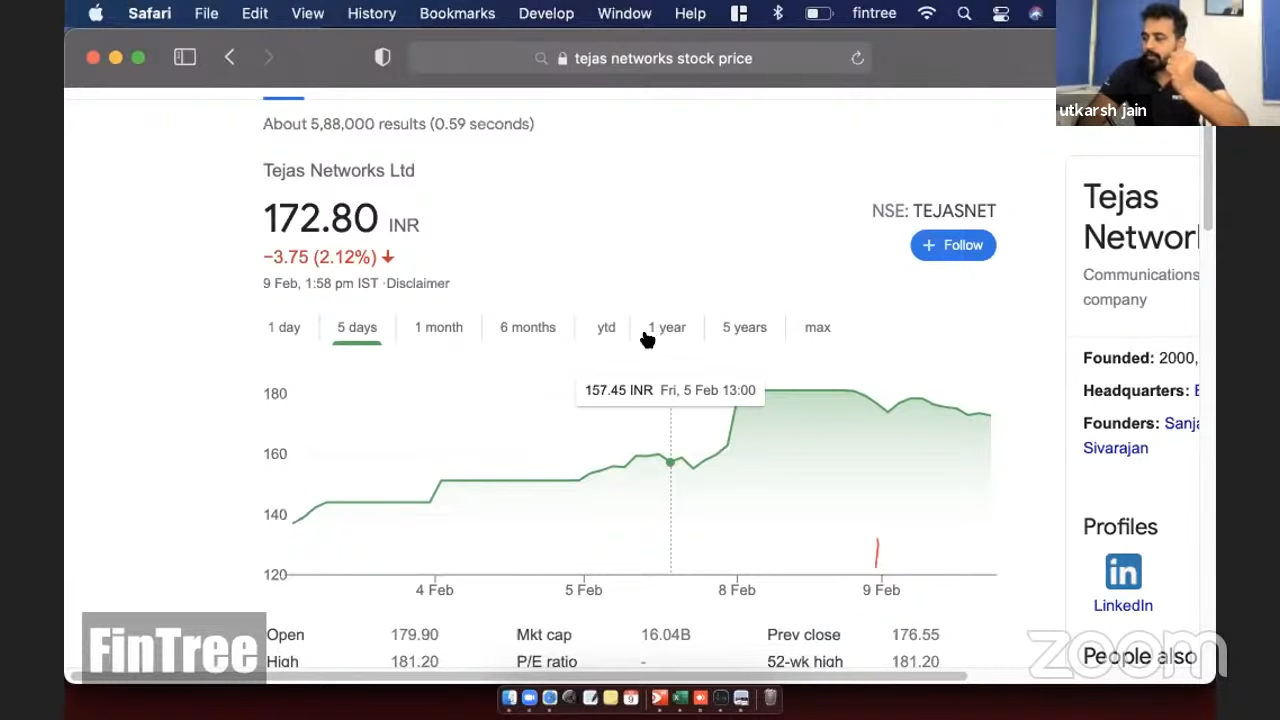 Safari File Edit View History Bookmarks Develop Window Help fintree
tejas networks stock price
utkarsh jain
About 5,88,000 results (0.59 seconds)
Tejas Networks Ltd
172.80 INR
NSE: TEJASNET
−3.75 (2.12%)
+ Follow
9 Feb, 1:58 pm IST ·Disclaimer
1 day 5 days 1 month 6 months ytd 1 year 5 years max
157.45 INR Fri, 5 Feb 13:00
180
160
140
120
4 Feb 5 Feb 8 Feb 9 Feb
Open 179.90 Mkt cap 16.04B Prev close 176.55
High 181.20 P/E ratio - 52-wk high 181.20
Tejas
Networ
Communications
company
Founded: 2000,
Headquarters:
Founders: Sanja
Sivarajan
Profiles
in
LinkedIn
People also
FinTree
zoom